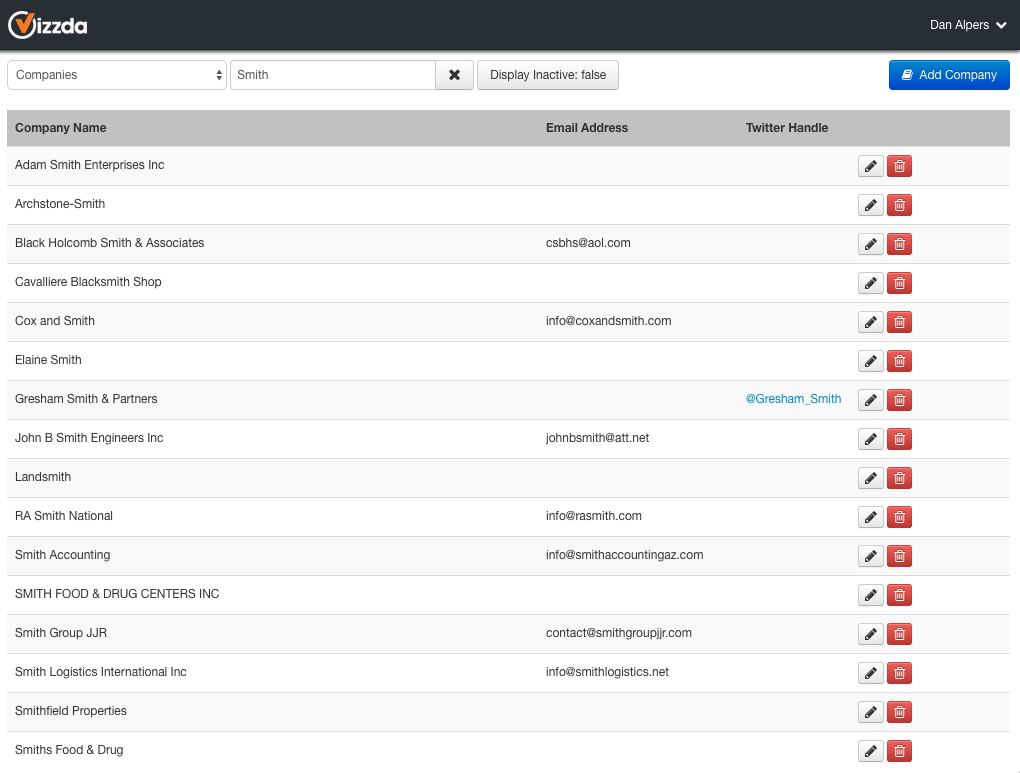 Vizzda
Dan Alpers
Companies
Smith
Display Inactive: false
Add Company
Company Name Email Address Twitter Handle
Adam Smith Enterprises Inc
Archstone-Smith
Black Holcomb Smith & Associates csbhs@aol.com
Cavalliere Blacksmith Shop
Cox and Smith info@coxandsmith.com
Elaine Smith
Gresham Smith & Partners @Gresham_Smith
John B Smith Engineers Inc johnbsmith@att.net
Landsmith
RA Smith National info@rasmith.com
Smith Accounting info@smithaccountingaz.com
SMITH FOOD & DRUG CENTERS INC
Smith Group JJR contact@smithgroupjjr.com
Smith Logistics International Inc info@smithlogistics.net
Smithfield Properties
Smiths Food & Drug